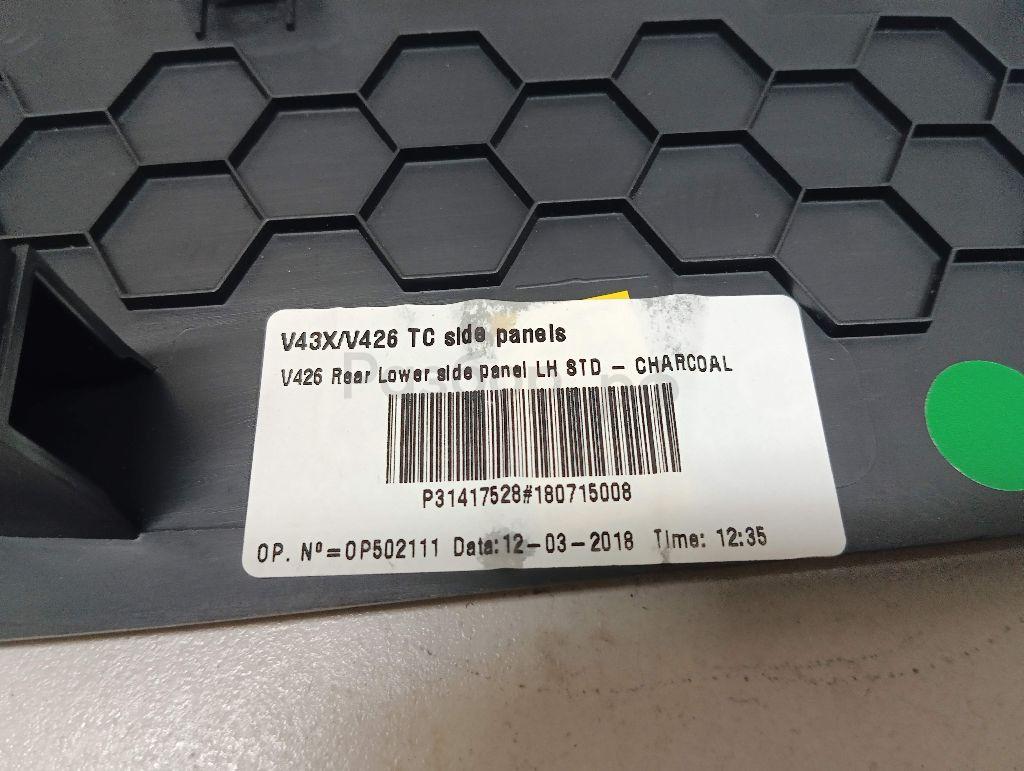 V43X/V426 TC side panels
V426 Rear Lower side panel LH STD - CHARCOAL
P31417528#180715008
OP. Nº=OP502111 Data:12-03-2018 Time: 12:35